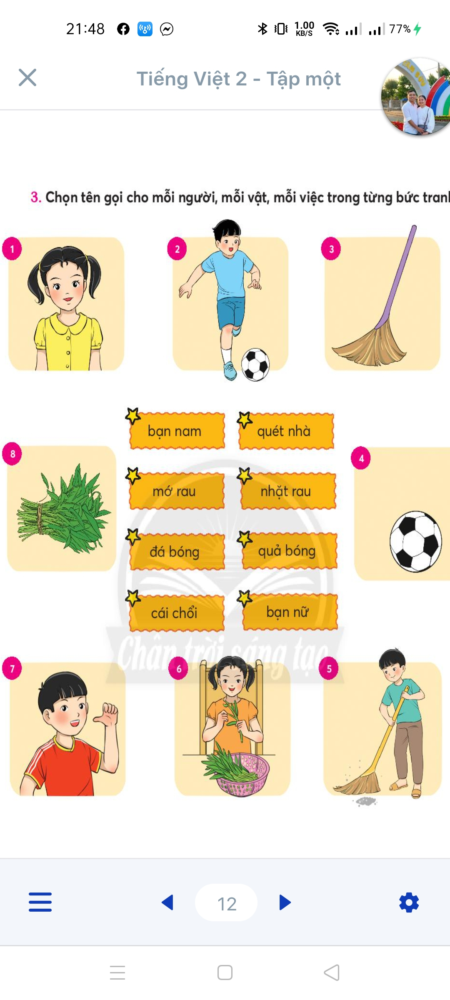 21:48
1.00
KB/S
77%
Tiếng Việt 2 - Tập một
3. Chọn tên gọi cho mỗi người, mỗi vật, mỗi việc trong từng bức tranh
1
2
3
bạn nam
quét nhà
8
4
mớ rau
nhặt rau
đá bóng
quả bóng
cái chổi
bạn nữ
Chân trời sáng tạo
7
6
5
12